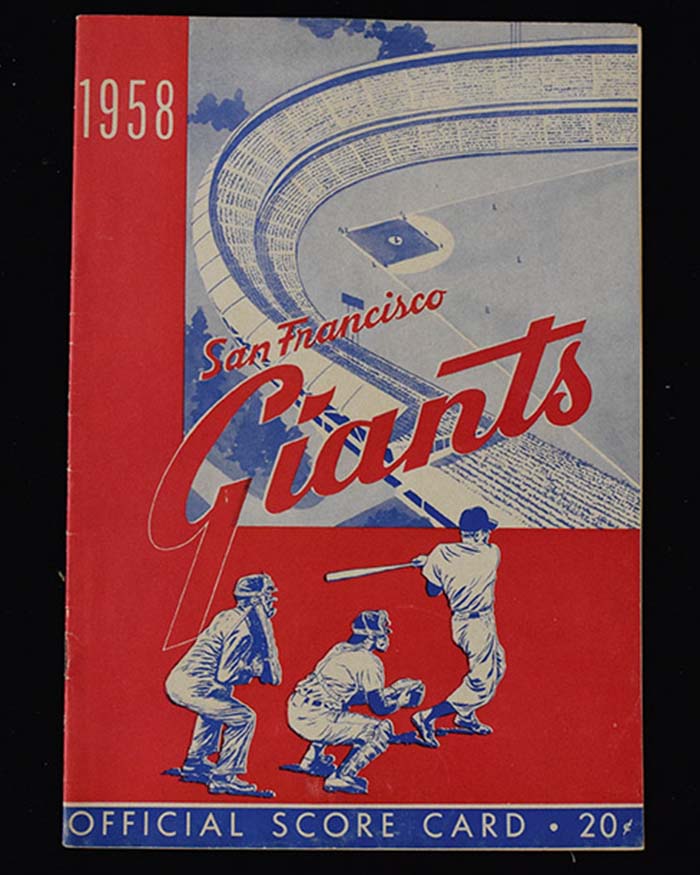 1958
San Francisco
Giants
OFFICIAL SCORE CARD • 20¢